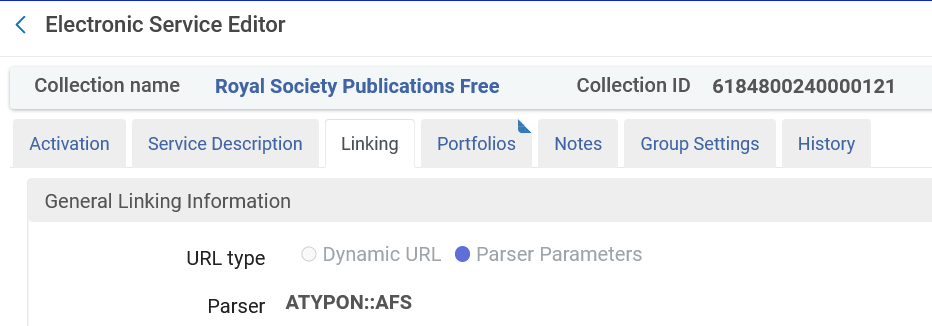 Electronic Service Editor
Collection name Royal Society Publications Free Collection ID 6184800240000121
Activation Service Description Linking Portfolios Notes Group Settings History
General Linking Information
URL type Dynamic URL Parser Parameters
Parser ATYPON::AFS